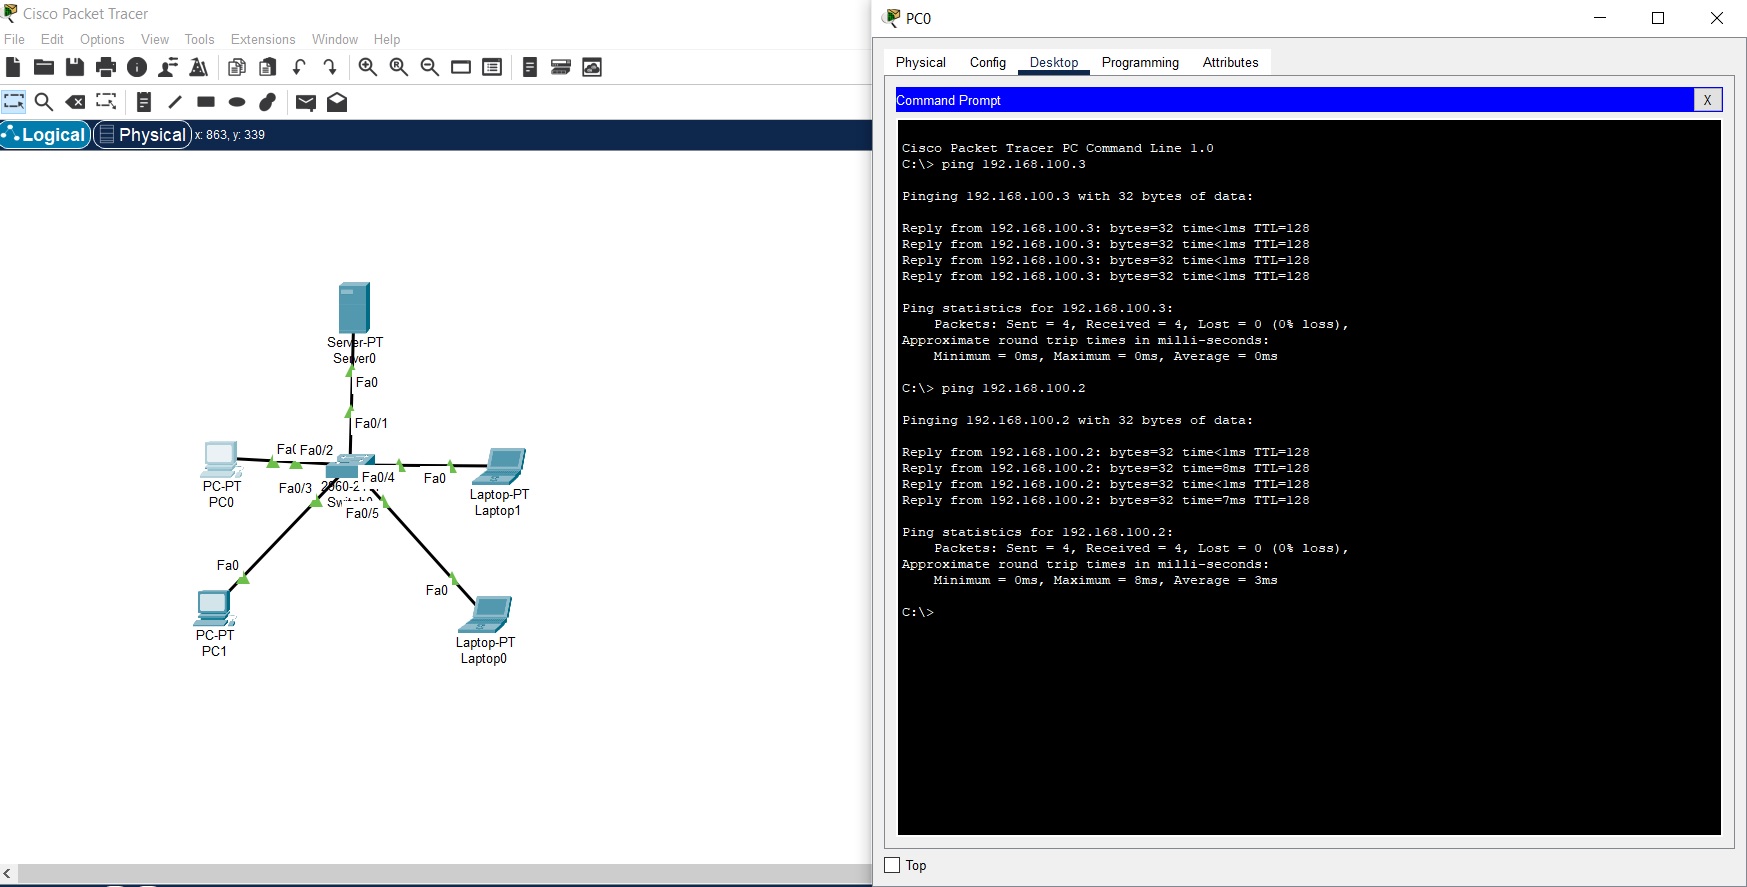 Cisco Packet Tracer
File Edit Options View Tools Extensions Window Help
Logical Physical x: 863, y: 339
Server-PT
Server0
Fa0
Fa0/1
Fa0/2
PC-PT
PC0
Fa0/3
Fa0/4
Fa0/5
Fa0
Laptop-PT
Laptop1
Fa0
PC-PT
PC1
Fa0
Laptop-PT
Laptop0
PC0
Physical Config Desktop Programming Attributes
Command Prompt X
Cisco Packet Tracer PC Command Line 1.0
C:\> ping 192.168.100.3
Pinging 192.168.100.3 with 32 bytes of data:
Reply from 192.168.100.3: bytes=32 time<1ms TTL=128
Reply from 192.168.100.3: bytes=32 time<1ms TTL=128
Reply from 192.168.100.3: bytes=32 time<1ms TTL=128
Reply from 192.168.100.3: bytes=32 time<1ms TTL=128
Ping statistics for 192.168.100.3:
Packets: Sent = 4, Received = 4, Lost = 0 (0% loss),
Approximate round trip times in milli-seconds:
Minimum = 0ms, Maximum = 0ms, Average = 0ms
C:\> ping 192.168.100.2
Pinging 192.168.100.2 with 32 bytes of data:
Reply from 192.168.100.2: bytes=32 time<1ms TTL=128
Reply from 192.168.100.2: bytes=32 time=8ms TTL=128
Reply from 192.168.100.2: bytes=32 time<1ms TTL=128
Reply from 192.168.100.2: bytes=32 time=7ms TTL=128
Ping statistics for 192.168.100.2:
Packets: Sent = 4, Received = 4, Lost = 0 (0% loss),
Approximate round trip times in milli-seconds:
Minimum = 0ms, Maximum = 8ms, Average = 3ms
C:\>
Top